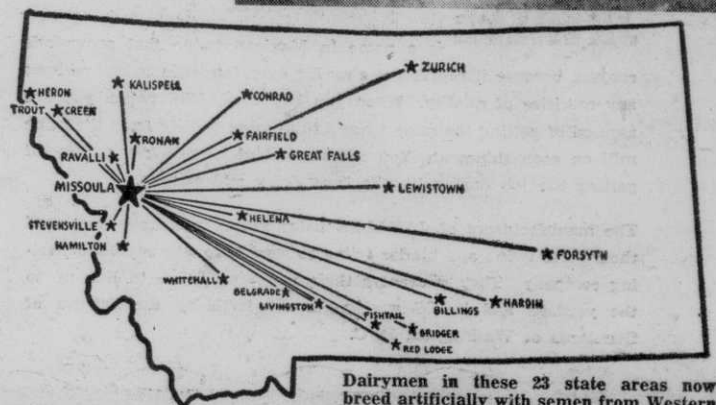 ZURICH
KALISPELL
HERON
CONRAD
TROUT CREEK
FAIRFIELD
RONAN
GREAT FALLS
RAVALLI
MISSOULA
LEWISTOWN
HELENA
STEVENSVILLE
HAMILTON
FORSYTH
WHITEHALL
BELGRADE
LIVINGSTON
BILLINGS
HARDIN
FISHTAIL
BRIDGER
RED LODGE
Dairymen in these 23 state areas now
breed artificially with semen from Western